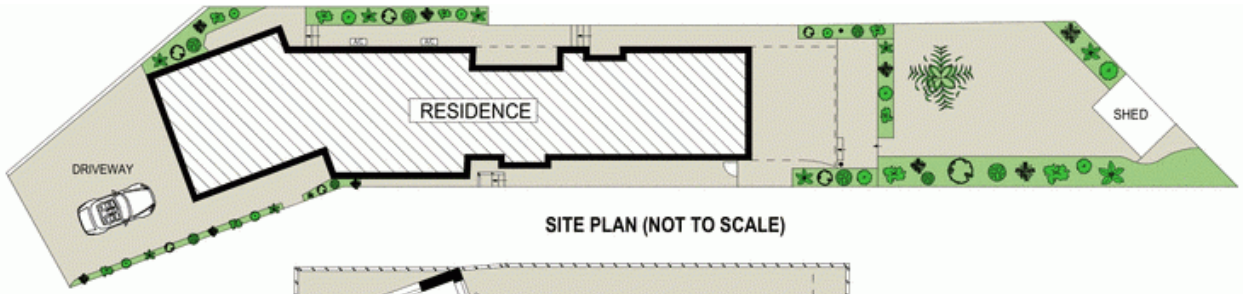 A/C
A/C
RESIDENCE
SHED
DRIVEWAY
SITE PLAN (NOT TO SCALE)